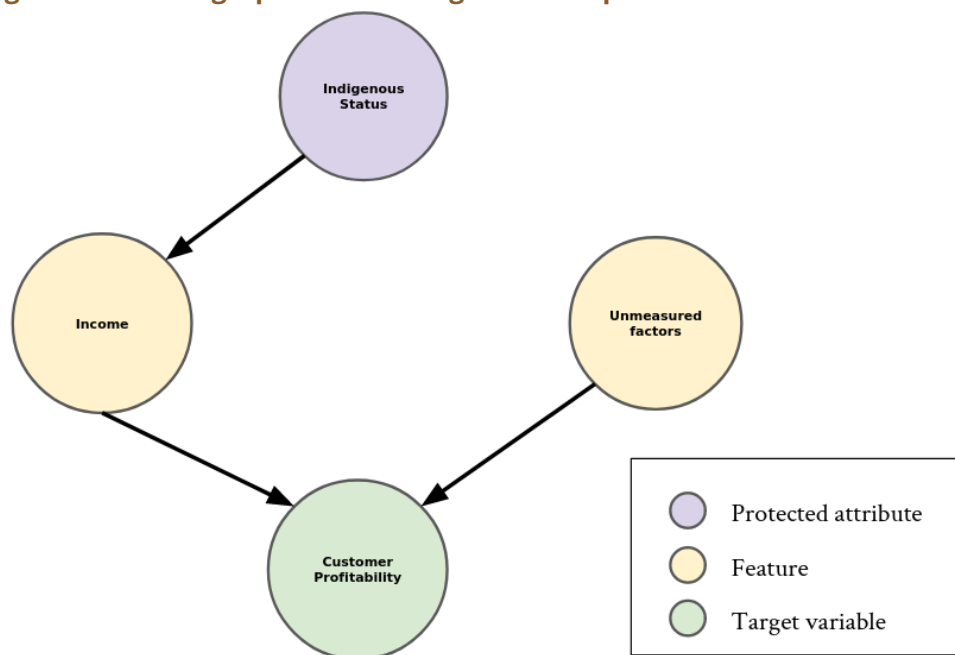 Indigenous
Status
Income
Unmeasured
factors
Customer
Profitability
Protected attribute
Feature
Target variable